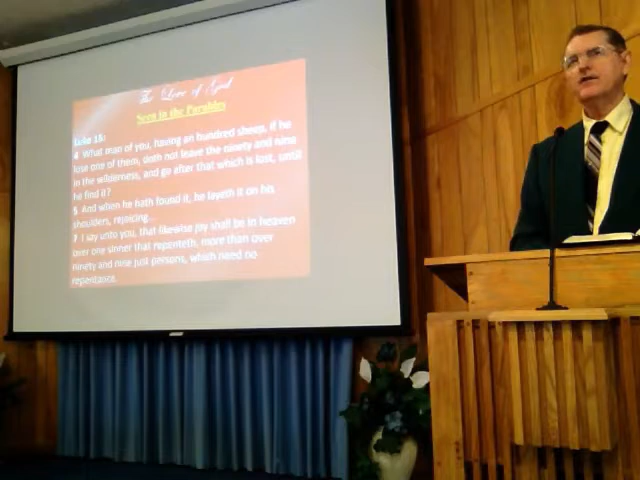 The Love of God
Seen in the Parables
Luke 15:
4 What man of you, having an hundred sheep, if he
lose one of them, doth not leave the ninety and nine
in the wilderness, and go after that which is lost, until
he find it?
5 And when he hath found it, he layeth it on his
shoulders, rejoicing...
7 I say unto you, that likewise joy shall be in heaven
over one sinner that repenteth, more than over
ninety and nine just persons, which need no
repentance.